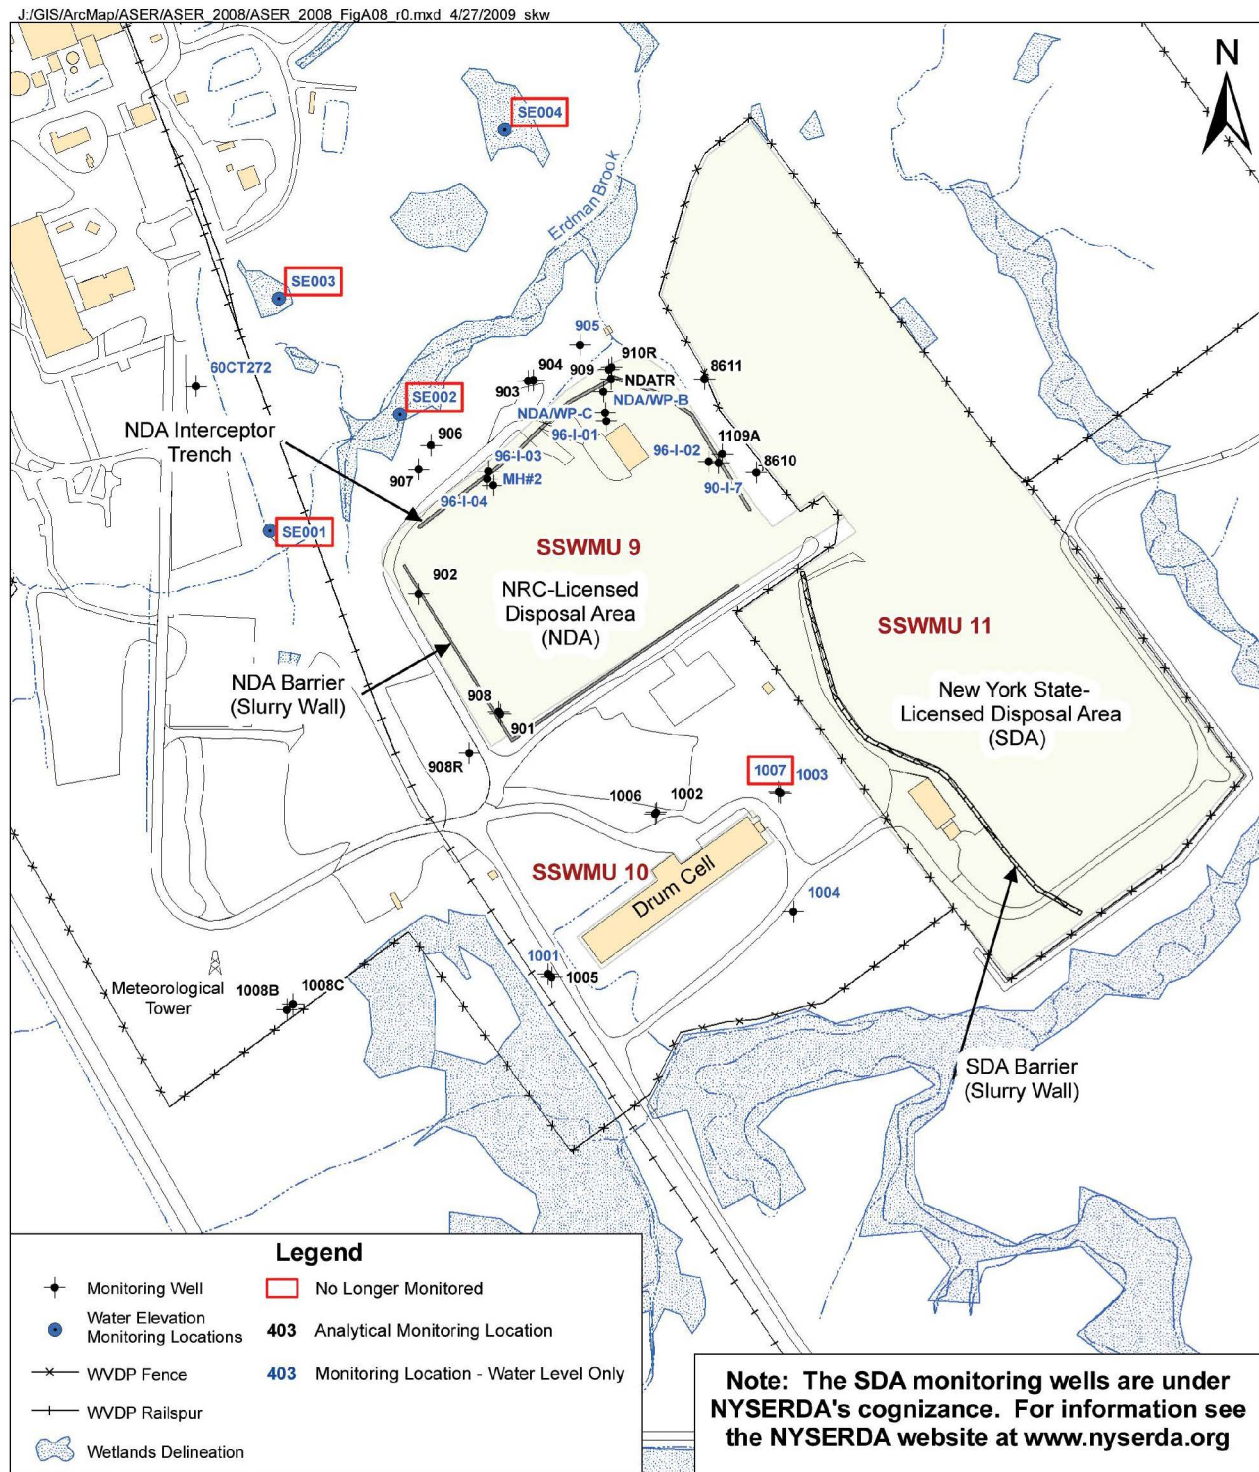 J:/GIS/ArcMap/ASER/ASER_2008/ASER_2008_FigA08_r0.mxd 4/27/2009 skw
N
SE004
Erdman Brook
SE003
905
910R
904
909
8611
60CT272
NDATR
903
SE002
NDA/WP-B
NDA/WP-C
NDA Interceptor
Trench
906
96-I-01
1109A
96-I-03
96-I-02
8610
907
MH#2
90-I-7
96-I-04
SE001
SSWMU 9
902
NRC-Licensed
Disposal Area
(NDA)
SSWMU 11
NDA Barrier
(Slurry Wall)
908
901
New York State-
Licensed Disposal Area
(SDA)
908R
1007
1003
1006
1002
SSWMU 10
Drum Cell
1004
1001
1005
Meteorological
Tower
1008B
1008C
SDA Barrier
(Slurry Wall)
Legend
Monitoring Well
No Longer Monitored
Water Elevation
Monitoring Locations
403 Analytical Monitoring Location
WVDP Fence
403 Monitoring Location - Water Level Only
WVDP Railspur
Wetlands Delineation
Note: The SDA monitoring wells are under
NYSERDA's cognizance. For information see
the NYSERDA website at www.nyserda.org